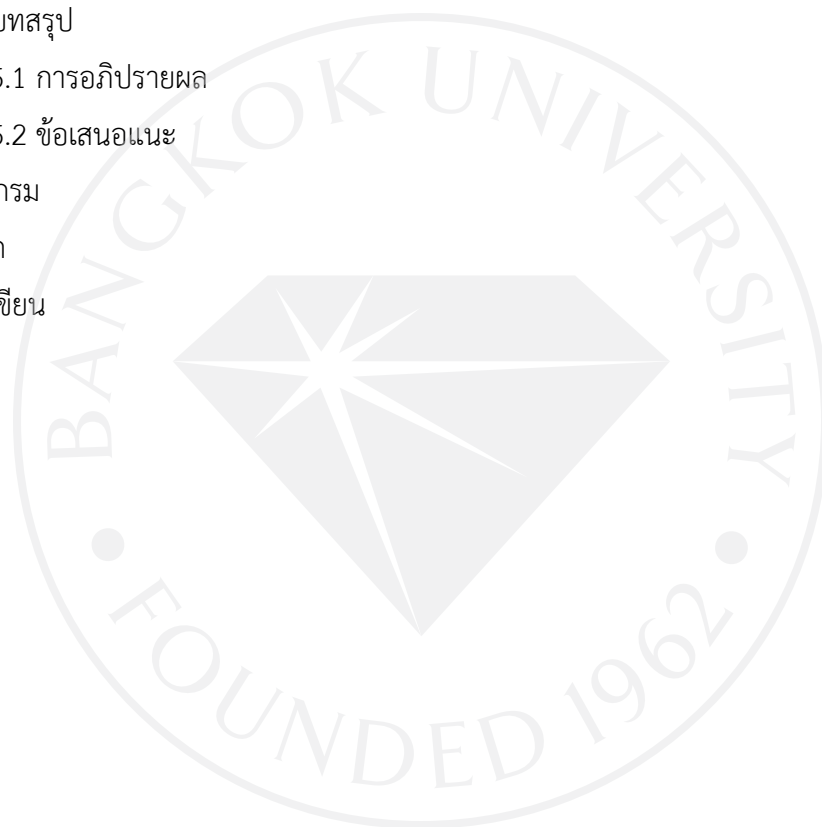 บทสรุป
5.1 การอภิปรายผล
5.2 ข้อเสนอแนะ
กรม
ขียน
BANGKOK UNIVERSITY
• FOUNDED 1962 •